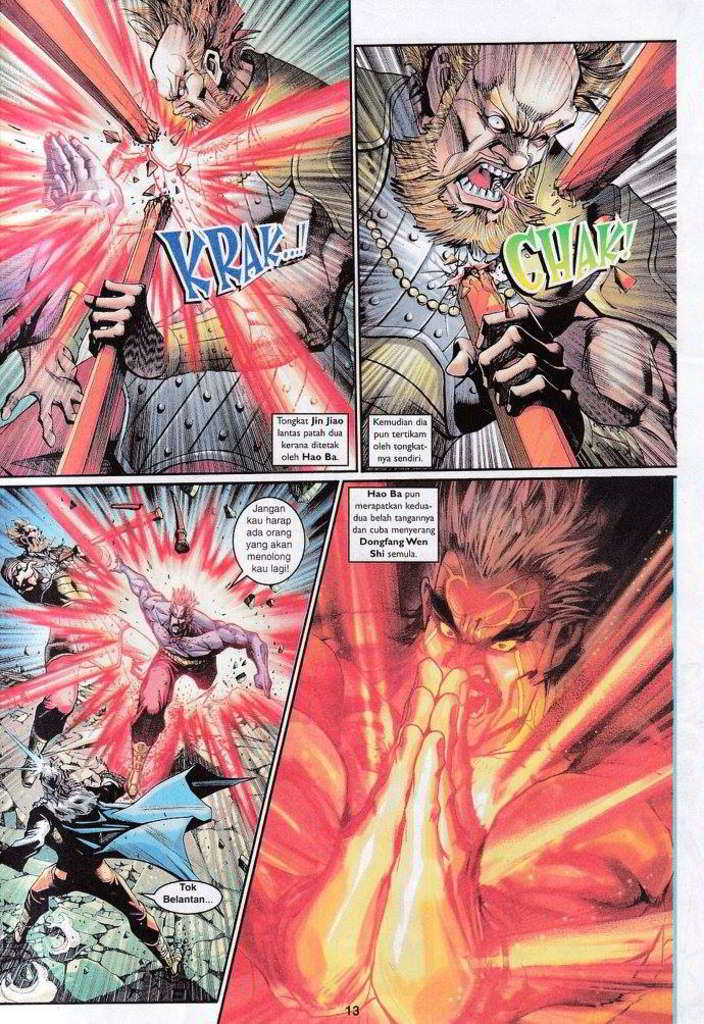 KRAK...!!
Tongkat Jin Jiao
lantas patah dua
kerana ditetak
oleh Hao Ba.
CHAK!
Kemudian dia
pun tertikam
oleh tongkat-
nya sendiri.
Jangan
kau harap
ada orang
yang akan
menolong
kau lagi!
Tok
Belantan...
Hao Ba pun
merapatkan kedua-
dua belah tangannya
dan cuba menyerang
Dongfang Wen
Shi semula.
13